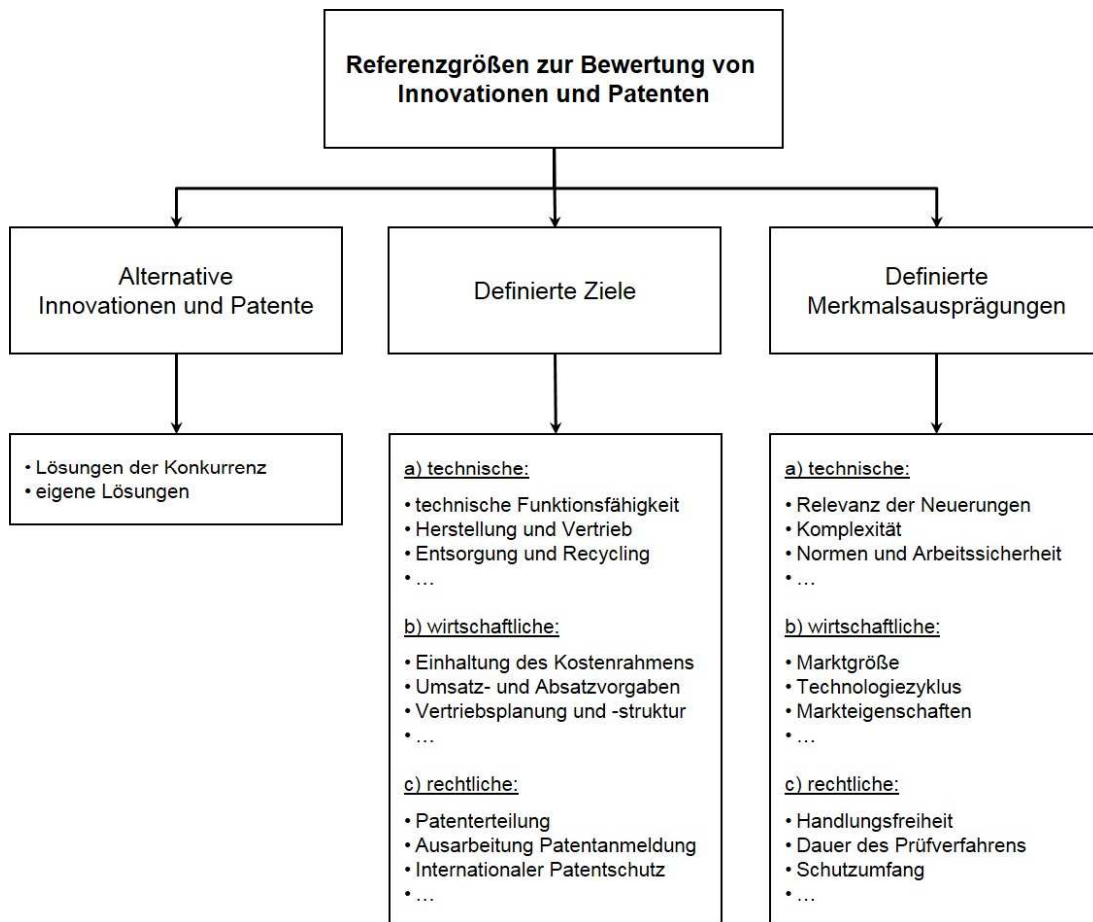 Referenzgrößen zur Bewertung von
Innovationen und Patenten
Alternative
Innovationen und Patente
Definierte Ziele
Definierte
Merkmalsausprägungen
• Lösungen der Konkurrenz
• eigene Lösungen
a) technische:
• technische Funktionsfähigkeit
• Herstellung und Vertrieb
• Entsorgung und Recycling
• …
b) wirtschaftliche:
• Einhaltung des Kostenrahmens
• Umsatz- und Absatzvorgaben
• Vertriebsplanung und -struktur
• …
c) rechtliche:
• Patenterteilung
• Ausarbeitung Patentanmeldung
• Internationaler Patentschutz
• …
a) technische:
• Relevanz der Neuerungen
• Komplexität
• Normen und Arbeitssicherheit
• …
b) wirtschaftliche:
• Marktgröße
• Technologiezyklus
• Markteigenschaften
• …
c) rechtliche:
• Handlungsfreiheit
• Dauer des Prüfverfahrens
• Schutzumfang
• …